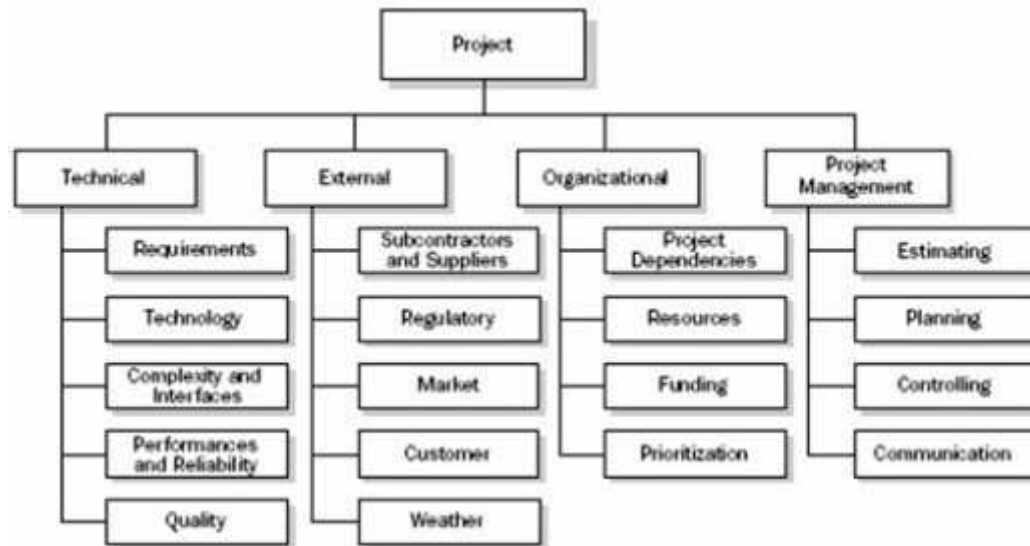 Project
Technical
External
Organizational
Project
Management
Requirements
Subcontractors
and Suppliers
Project
Dependencies
Estimating
Technology
Regulatory
Resources
Planning
Complexity and
Interfaces
Market
Funding
Controlling
Performances
and Reliability
Customer
Prioritization
Communication
Quality
Weather